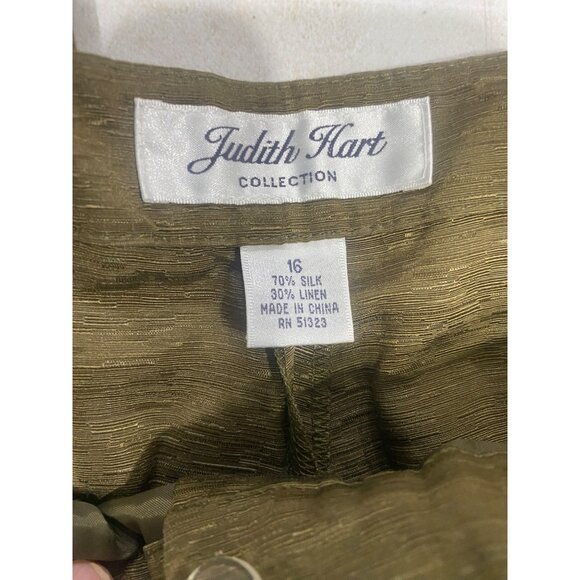 Judith Hart
COLLECTION
16
70% SILK
30% LINEN
MADE IN CHINA
RN 51323